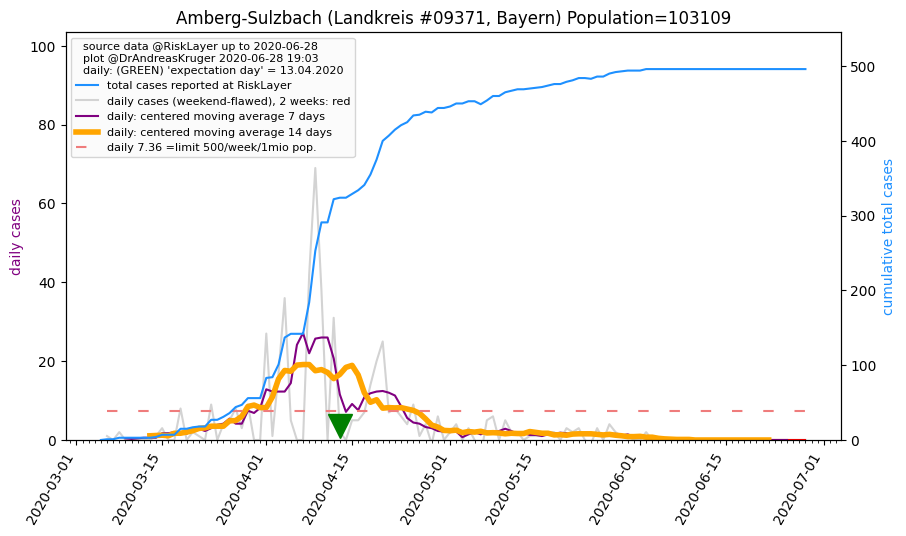 Amberg-Sulzbach (Landkreis #09371, Bayern) Population=103109
source data @RiskLayer up to 2020-06-28
plot @DrAndreasKruger 2020-06-28 19:03
daily: (GREEN) 'expectation day' = 13.04.2020
total cases reported at RiskLayer
daily cases (weekend-flawed), 2 weeks: red
daily: centered moving average 7 days
daily: centered moving average 14 days
daily 7.36 =limit 500/week/1mio pop.
daily cases
100
80
60
40
20
0
cumulative total cases
500
400
300
200
100
0
2020-03-01
2020-03-15
2020-04-01
2020-04-15
2020-05-01
2020-05-15
2020-06-01
2020-06-15
2020-07-01